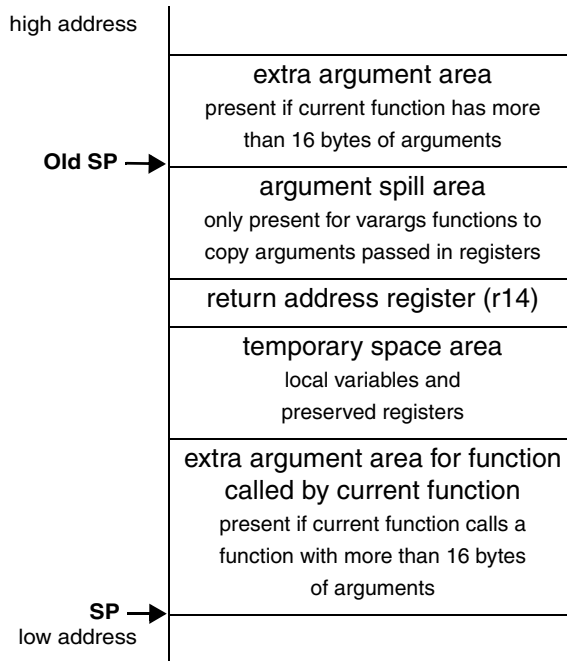 high address
extra argument area
present if current function has more
than 16 bytes of arguments
Old SP
argument spill area
only present for varargs functions to
copy arguments passed in registers
return address register (r14)
temporary space area
local variables and
preserved registers
extra argument area for function
called by current function
present if current function calls a
function with more than 16 bytes
of arguments
SP
low address